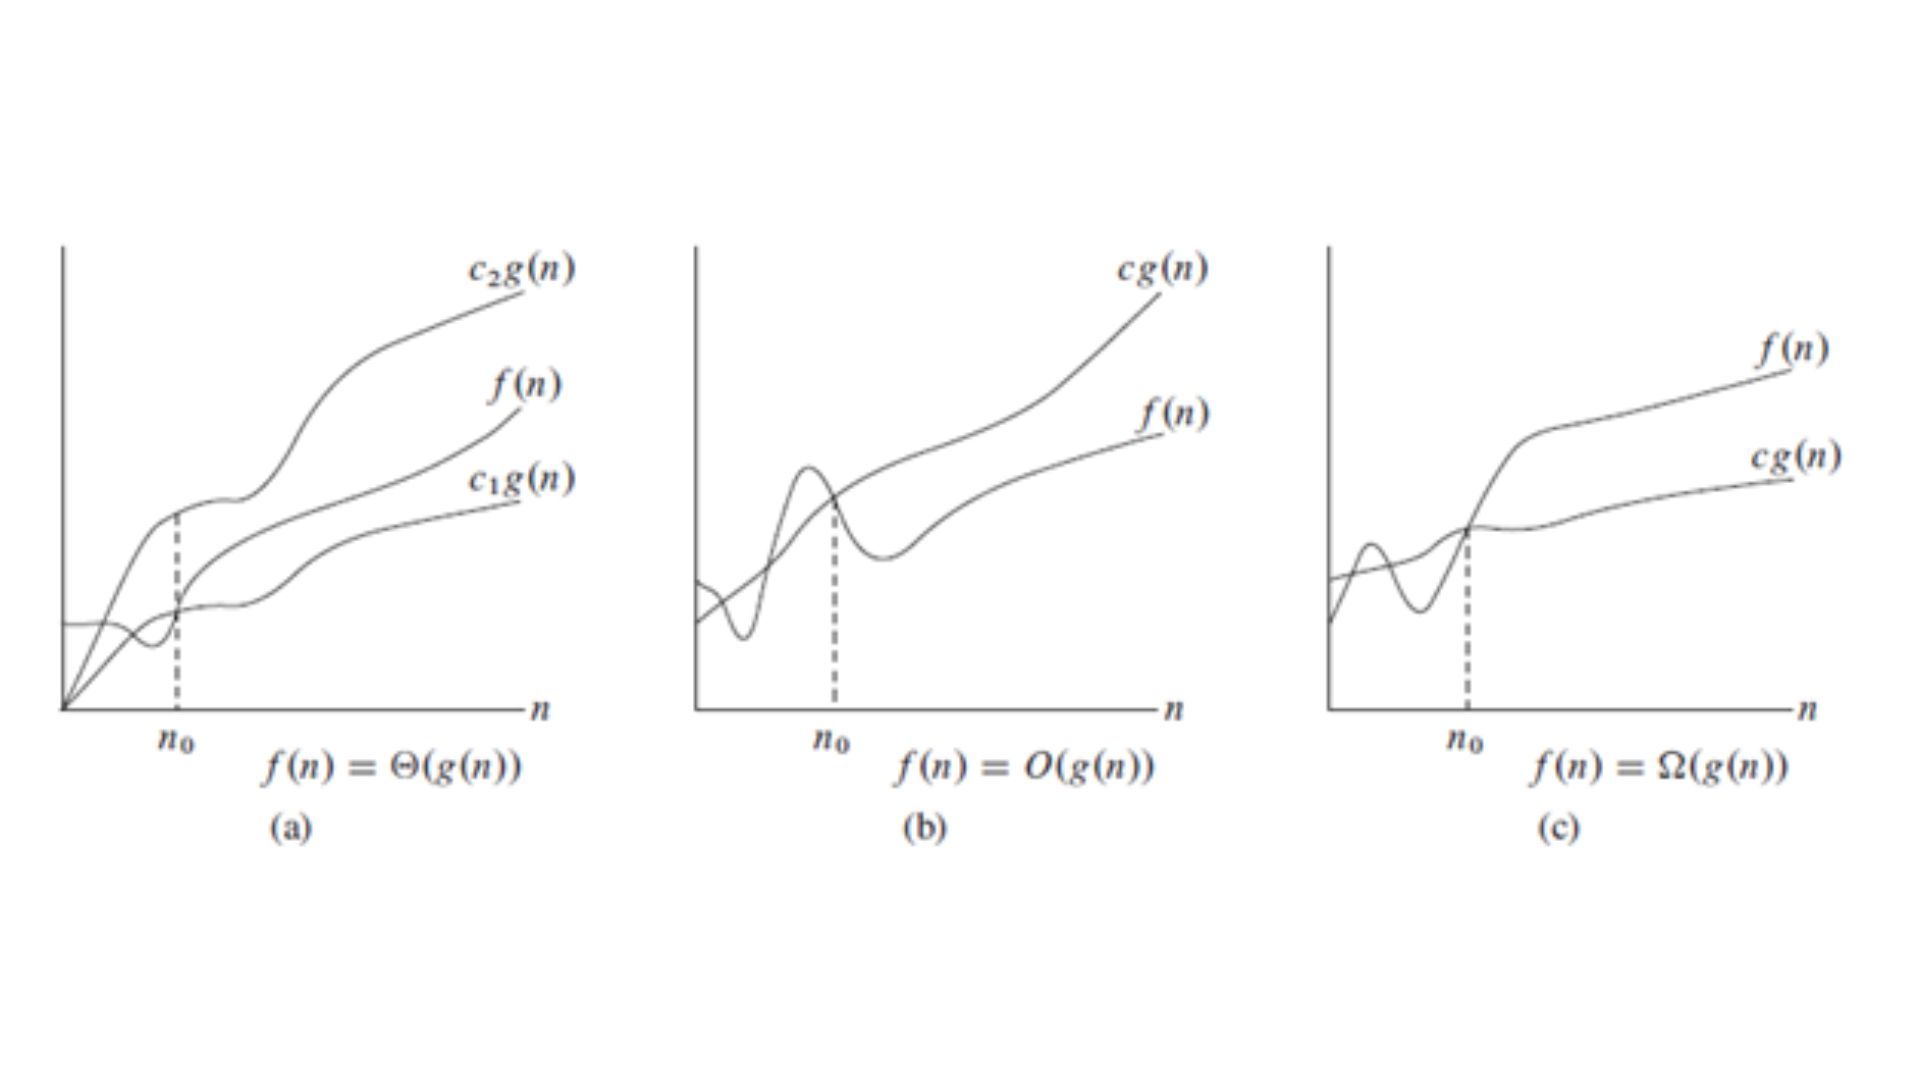 c₂g(n)
f(n)
c₁g(n)
n
n₀
f(n) = Θ(g(n))
(a)
cg(n)
f(n)
n
n₀
f(n) = O(g(n))
(b)
f(n)
cg(n)
n
n₀
f(n) = Ω(g(n))
(c)